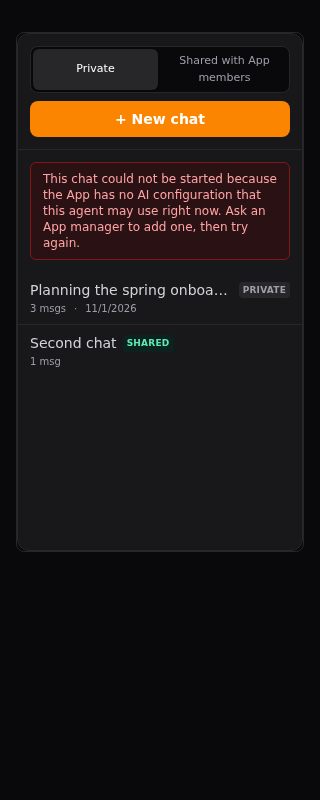 Private
Shared with App
members
+ New chat
This chat could not be started because
the App has no AI configuration that
this agent may use right now. Ask an
App manager to add one, then try
again.
Planning the spring onboa... PRIVATE
3 msgs · 11/1/2026
Second chat SHARED
1 msg